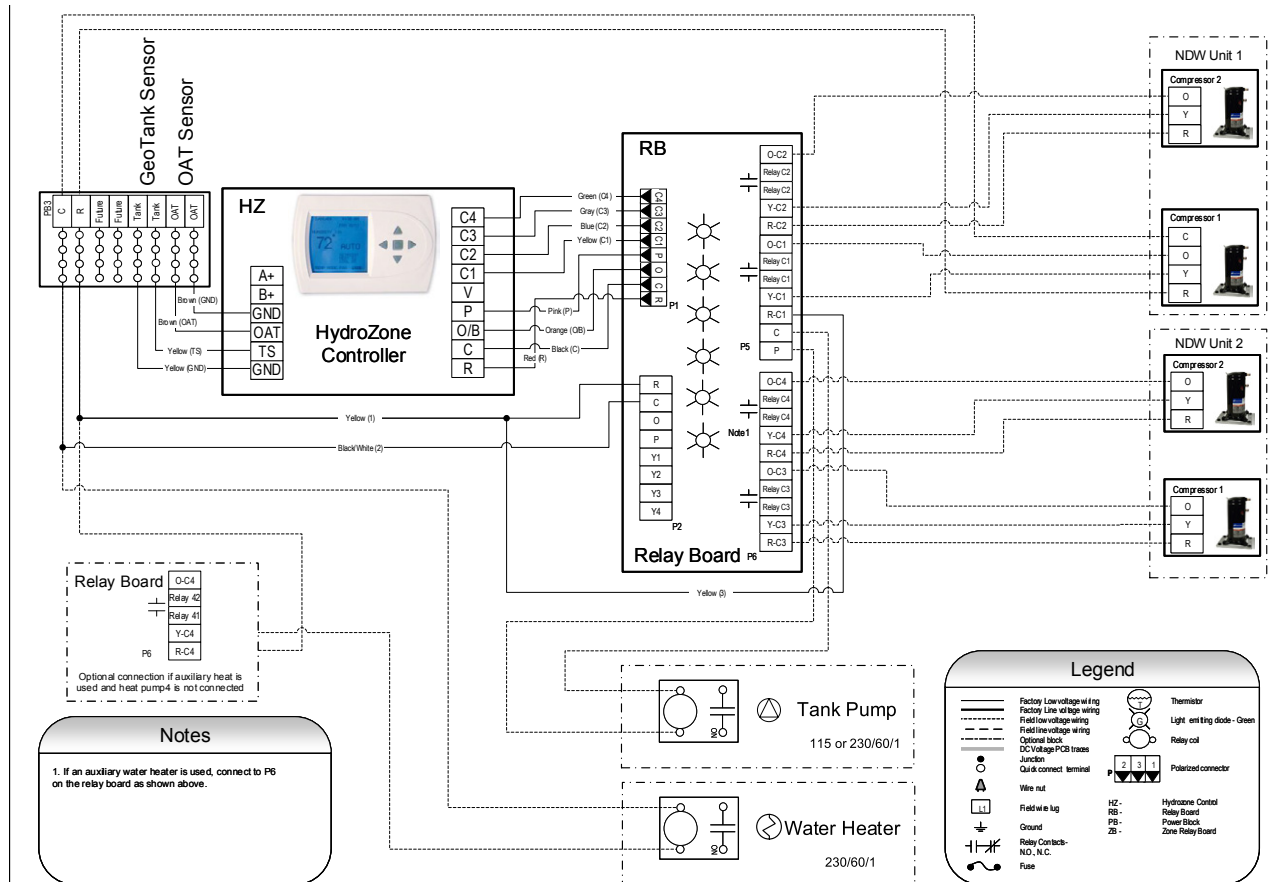 GeoTank Sensor
OAT Sensor
PB3
C
R
Future
Future
Tank
Tank
OAT
OAT
HZ
A+
B+
GND
OAT
TS
GND
HydroZone
Controller
C4
C3
C2
C1
V
P
O/B
C
R
72
AUTO
Brown (GND)
Brown (OAT)
Yellow (TS)
Yellow (GND)
Green (C4)
Gray (C3)
Blue (C2)
Yellow (C1)
Pink (P)
Orange (O/B)
Black (C)
Red (R)
Yellow (1)
Black/White (2)
Yellow (3)
RB
C4
C3
C2
C1
P
O
C
R
P1
R
C
O
P
Y1
Y2
Y3
Y4
P2
O-C2
Relay C2
Relay C2
Y-C2
R-C2
O-C1
Relay C1
Relay C1
Y-C1
R-C1
C
P
P5
O-C4
Relay C4
Relay C4
Y-C4
R-C4
O-C3
Relay C3
Relay C3
Y-C3
R-C3
Note1
Relay Board
P6
NDW Unit 1
Compressor 2
O
Y
R
Compressor 1
C
O
Y
R
NDW Unit 2
Compressor 2
O
Y
R
Compressor 1
O
Y
R
Relay Board
O-C4
Relay 42
Relay 41
Y-C4
R-C4
P6
Optional connection if auxiliary heat is
used and heat pump4 is not connected
Notes
1. If an auxiliary water heater is used, connect to P6
on the relay board as shown above.
NO
Tank Pump
115 or 230/60/1
NO
Water Heater
230/60/1
Legend
Factory Low voltage wiring
Factory Line voltage wiring
Field low voltage wiring
Field line voltage wiring
Optional block
DC Voltage PCB traces
Junction
Quick connect terminal
Wire nut
L1
Field wire lug
Ground
Relay Contacts-
N.O., N.C.
Fuse
T
Thermistor
G
Light emitting diode - Green
Relay coil
2 3 1
P
Polarized connector
HZ - Hydrozone Control
RB - Relay Board
PB - Power Block
ZB - Zone Relay Board